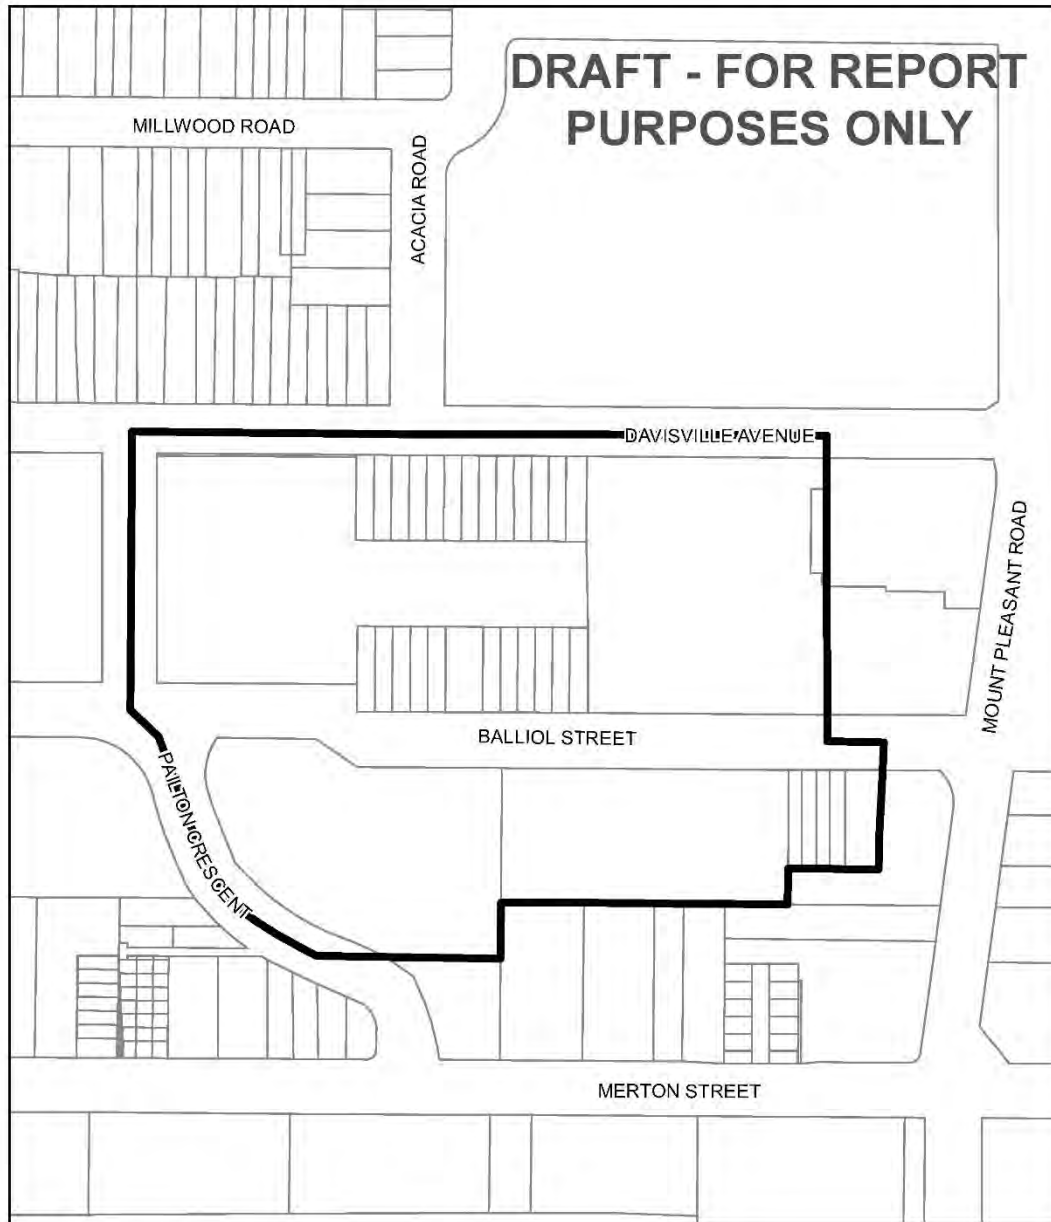 DRAFT - FOR REPORT
PURPOSES ONLY
MILLWOOD ROAD
ACACIA ROAD
DAVISVILLE AVENUE
MOUNT PLEASANT ROAD
BALLIOL STREET
PAILTON CRESCENT
MERTON STREET